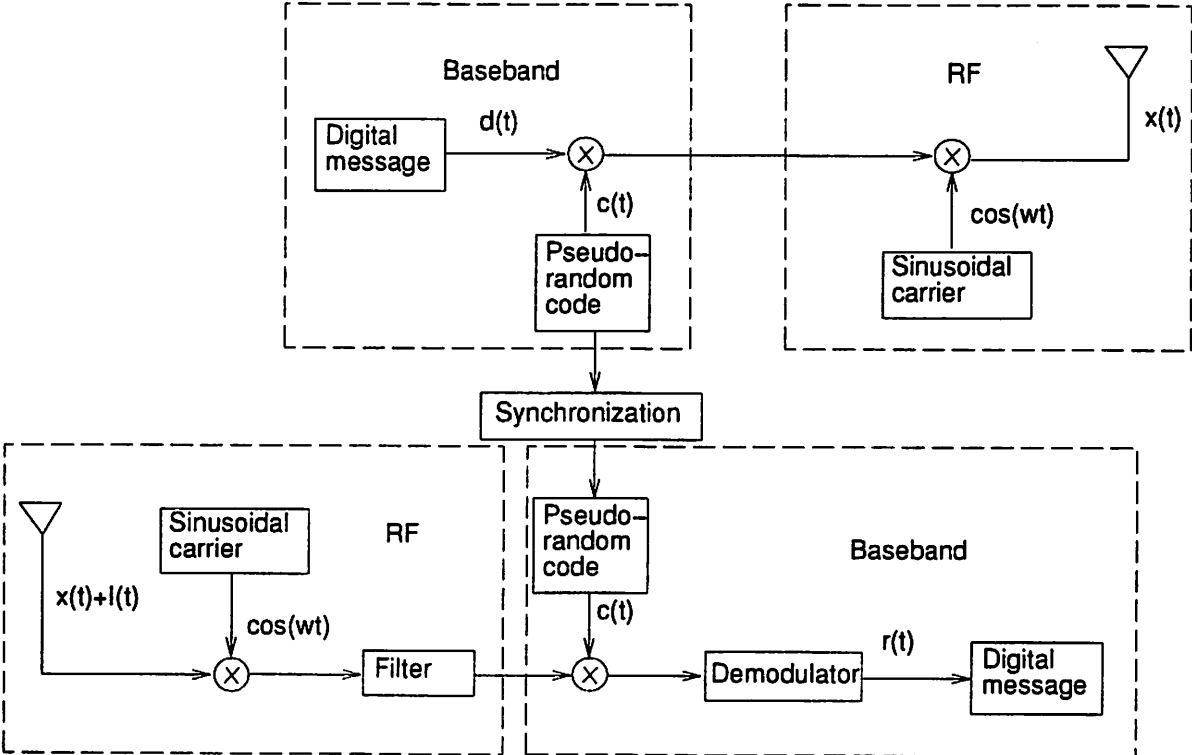 Baseband
RF
Digital
message
d(t)
x(t)
c(t)
cos(wt)
Pseudo-
random
code
Sinusoidal
carrier
Synchronization
Sinusoidal
carrier
RF
Pseudo-
random
code
Baseband
x(t)+I(t)
cos(wt)
c(t)
r(t)
Filter
Demodulator
Digital
message